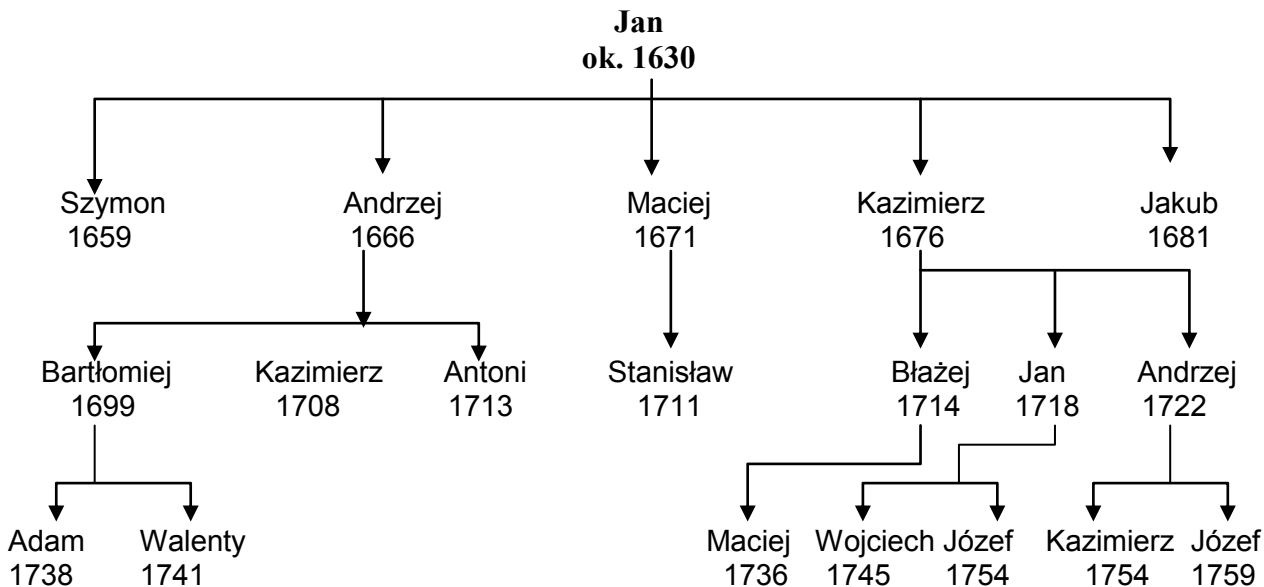 Jan
ok. 1630
Szymon Andrzej Maciej Kazimierz Jakub
1659 1666 1671 1676 1681
Bartłomiej Kazimierz Antoni Stanisław Błażej Jan Andrzej
1699 1708 1713 1711 1714 1718 1722
Adam Walenty Maciej Wojciech Józef Kazimierz Józef
1738 1741 1736 1745 1754 1754 1759